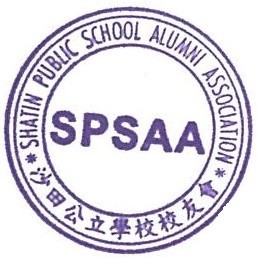 SHATIN PUBLIC SCHOOL ALUMNI ASSOCIATION
SPSAA
* 沙田公立學校校友會 *